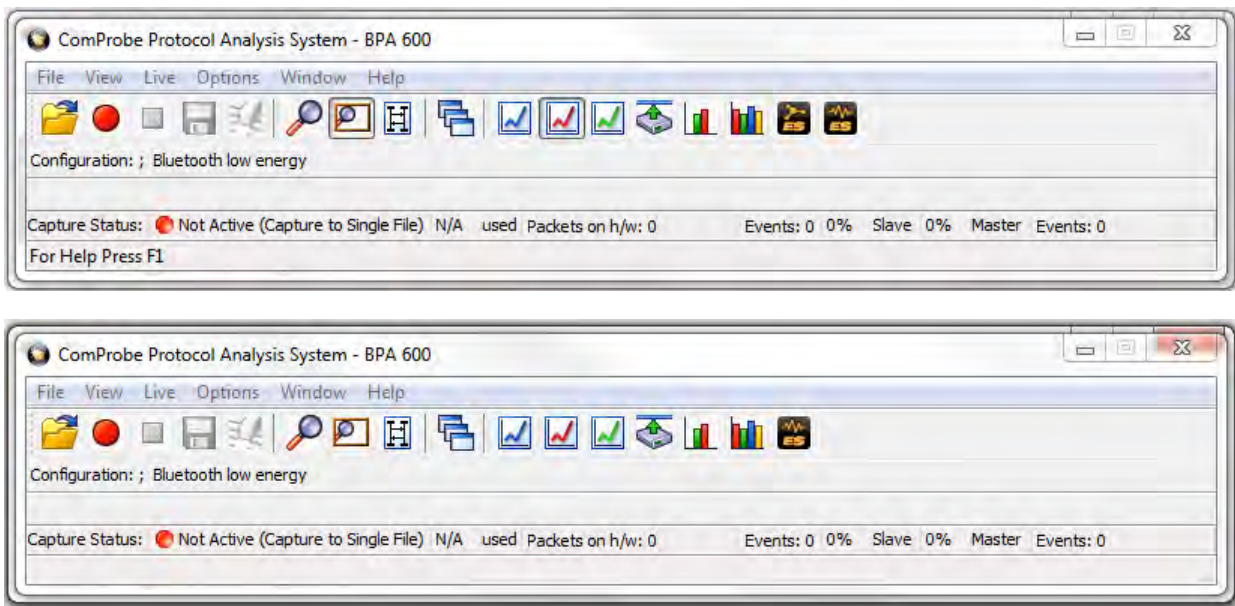 ComProbe Protocol Analysis System - BPA 600
File View Live Options Window Help
ES ES
Configuration: ; Bluetooth low energy
Capture Status: Not Active (Capture to Single File) N/A used Packets on h/w: 0 Events: 0 0% Slave 0% Master Events: 0
For Help Press F1
ComProbe Protocol Analysis System - BPA 600
File View Live Options Window Help
ES
Configuration: ; Bluetooth low energy
Capture Status: Not Active (Capture to Single File) N/A used Packets on h/w: 0 Events: 0 0% Slave 0% Master Events: 0